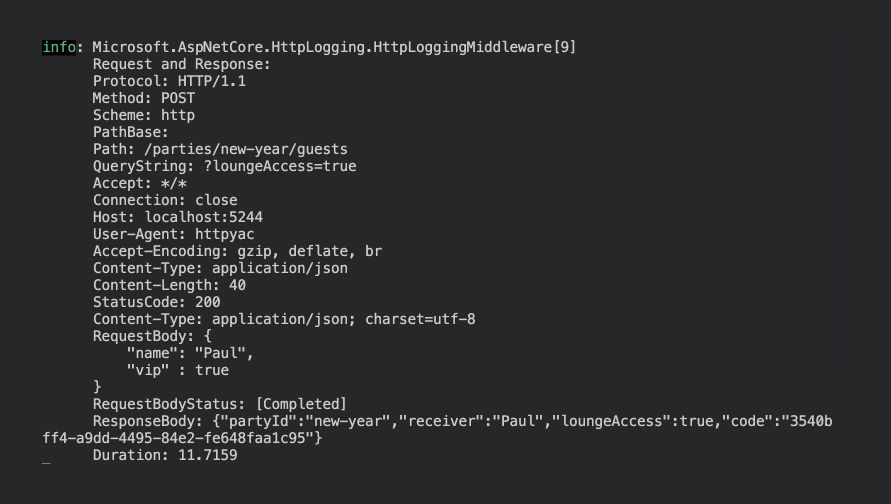 info: Microsoft.AspNetCore.HttpLogging.HttpLoggingMiddleware[9]
Request and Response:
Protocol: HTTP/1.1
Method: POST
Scheme: http
PathBase:
Path: /parties/new-year/guests
QueryString: ?loungeAccess=true
Accept: */*
Connection: close
Host: localhost:5244
User-Agent: httpyac
Accept-Encoding: gzip, deflate, br
Content-Type: application/json
Content-Length: 40
StatusCode: 200
Content-Type: application/json; charset=utf-8
RequestBody: {
"name": "Paul",
"vip" : true
}
RequestBodyStatus: [Completed]
ResponseBody: {"partyId":"new-year","receiver":"Paul","loungeAccess":true,"code":"3540b
ff4-a9dd-4495-84e2-fe648faa1c95"}
_ Duration: 11.7159